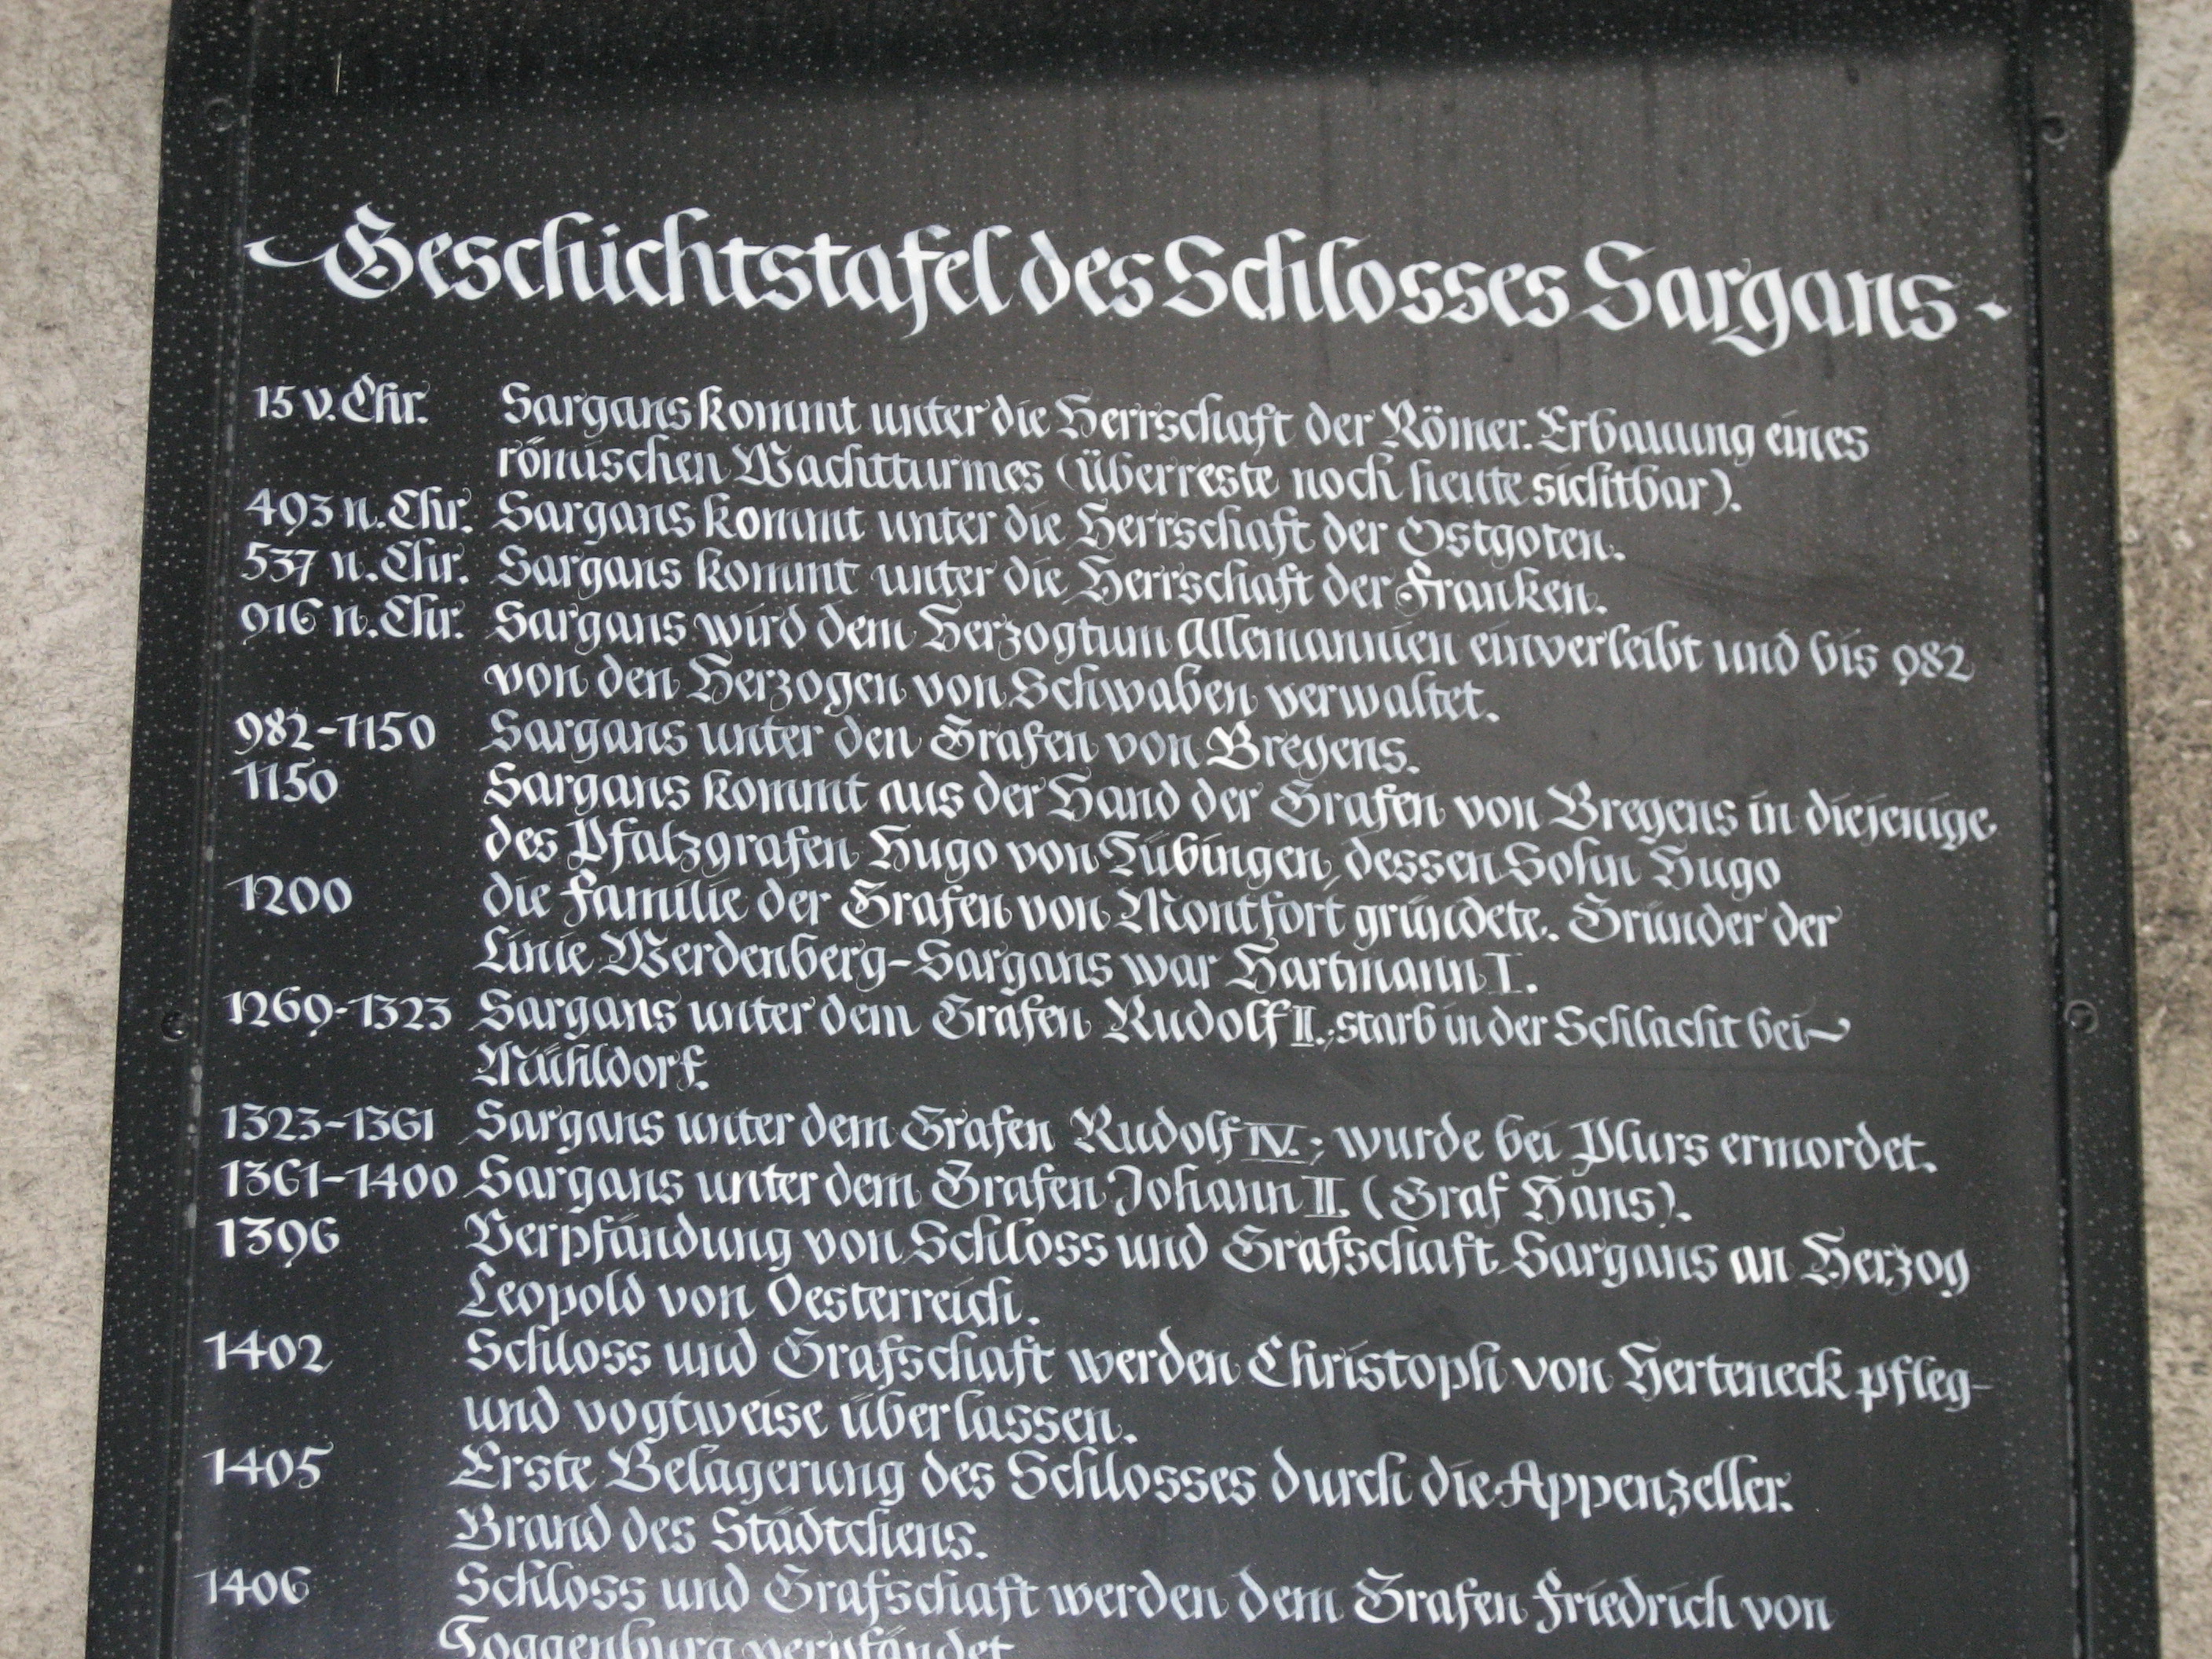 Geschichtstafel des Schlosses Sargans
15 v. Chr. Sargans kommt unter die Herrschaft der Römer. Erbauung eines
römischen Wachtturmes (Überreste noch heute sichtbar).
493 n. Chr. Sargans kommt unter die Herrschaft der Ostgoten.
537 n. Chr. Sargans kommt unter die Herrschaft der Franken.
916 n. Chr. Sargans wird dem Herzogtum Allemannien einverleibt und bis 982
von den Herzogen von Schwaben verwaltet.
982-1150 Sargans unter den Grafen von Bregens.
1150 Sargans kommt aus der Hand der Grafen von Bregens in diejenige
des Pfalzgrafen Hugo von Tübingen, dessen Sohn Hugo
1200 die Familie der Grafen von Montfort gründete. Gründer der
Linie Werdenberg-Sargans war Hartmann I.
1269-1323 Sargans unter dem Grafen Rudolf II.; starb in der Schlacht bei
Mühldorf.
1323-1361 Sargans unter dem Grafen Rudolf IV.; wurde bei Plurs ermordet.
1361-1400 Sargans unter dem Grafen Johann II. (Graf Hans).
1396 Verpfändung von Schloss und Grafschaft Sargans an Herzog
Leopold von Oesterreich.
1402 Schloss und Grafschaft werden Christoph von Herteneck pfleg-
und vogtweise überlassen.
1405 Erste Belagerung des Schlosses durch die Appenzeller.
Brand des Städtchens.
1406 Schloss und Grafschaft werden dem Grafen Friedrich von
Toggenburg verpfändet